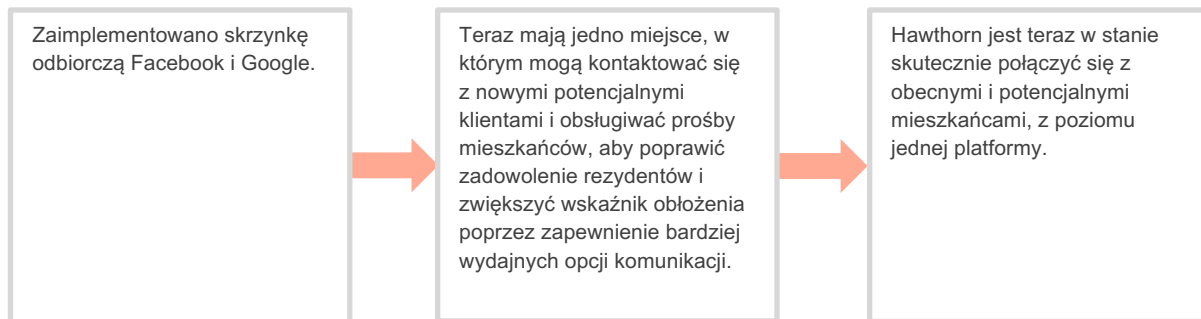 Zaimplementowano skrzynkę
odbiorczą Facebook i Google.
Teraz mają jedno miejsce, w
którym mogą kontaktować się
z nowymi potencjalnymi
klientami i obsługiwać prośby
mieszkańców, aby poprawić
zadowolenie rezydentów i
zwiększyć wskaźnik obłożenia
poprzez zapewnienie bardziej
wydajnych opcji komunikacji.
Hawthorn jest teraz w stanie
skutecznie połączyć się z
obecnymi i potencjalnymi
mieszkańcami, z poziomu
jednej platformy.